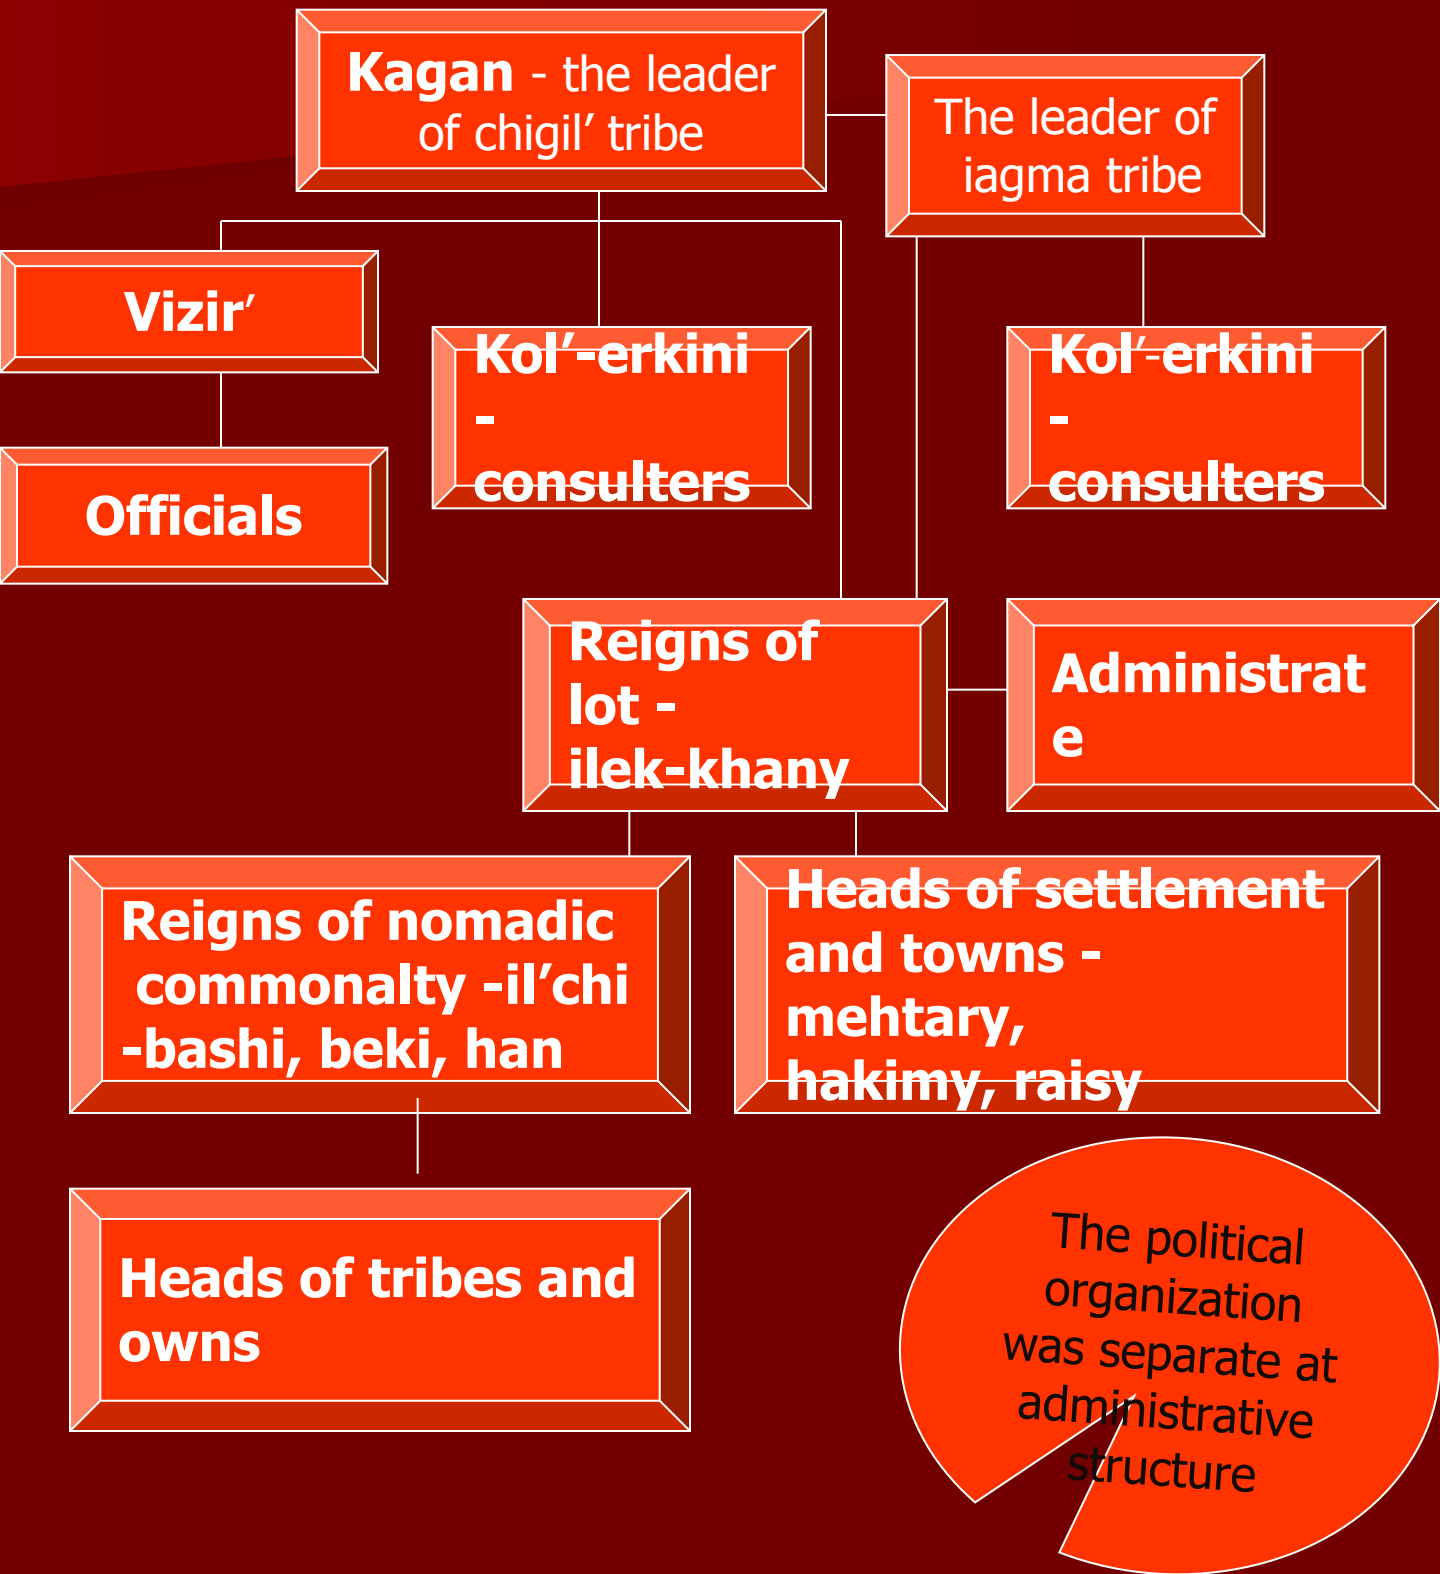 Kagan - the leader
of chigil’ tribe
The leader of
iagma tribe
Vizir’
Kol’-erkini
-
consulters
Kol’-erkini
-
consulters
Officials
Reigns of
lot -
ilek-khany
Administrat
e
Reigns of nomadic
commonalty -il’chi
-bashi, beki, han
Heads of settlement
and towns -
mehtary,
hakimy, raisy
Heads of tribes and
owns
The political
organization
was separate at
administrative
structure